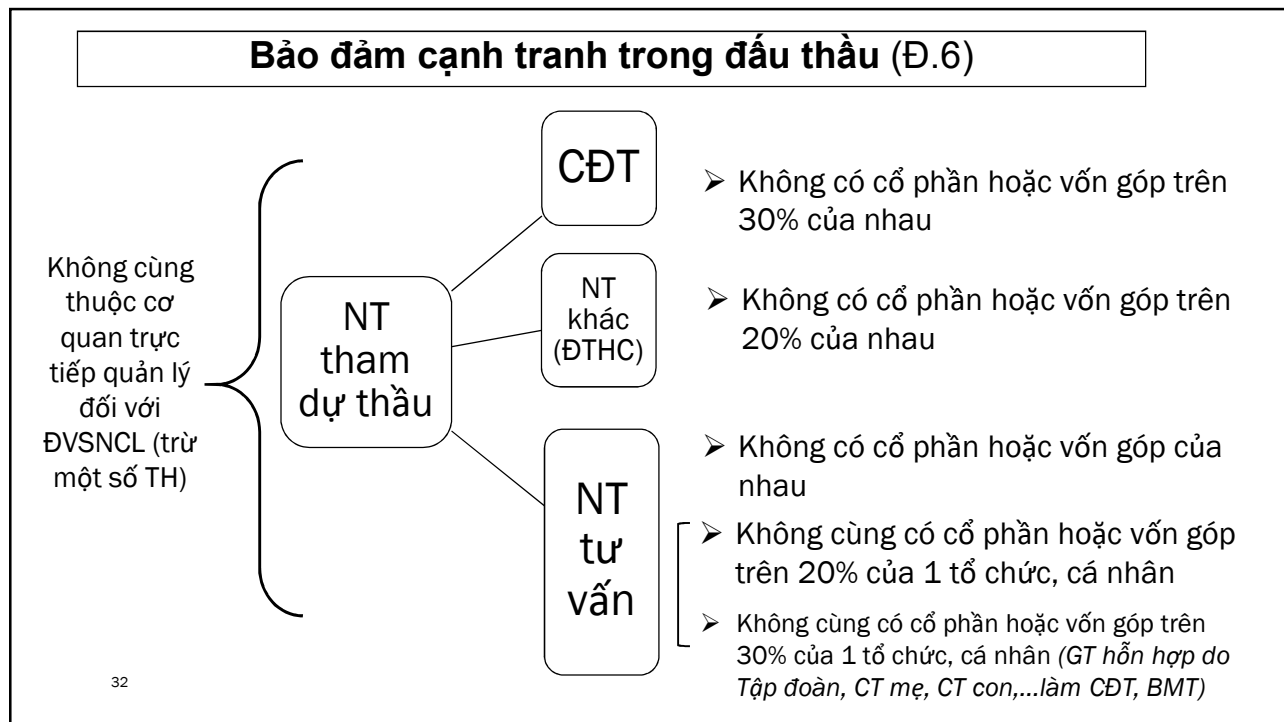 Bảo đảm cạnh tranh trong đấu thầu (Đ.6)
Không cùng
thuộc cơ
quan trực
tiếp quản lý
đối với
ĐVSNCL (trừ
một số TH)
NT
tham
dự thầu
CĐT
➢ Không có cổ phần hoặc vốn góp trên
30% của nhau
NT
khác
(ĐTHC)
➢ Không có cổ phần hoặc vốn góp trên
20% của nhau
NT
tư
vấn
➢ Không có cổ phần hoặc vốn góp của
nhau
➢ Không cùng có cổ phần hoặc vốn góp
trên 20% của 1 tổ chức, cá nhân
➢ Không cùng có cổ phần hoặc vốn góp trên
30% của 1 tổ chức, cá nhân (GT hỗn hợp do
Tập đoàn, CT mẹ, CT con,...làm CĐT, BMT)
32